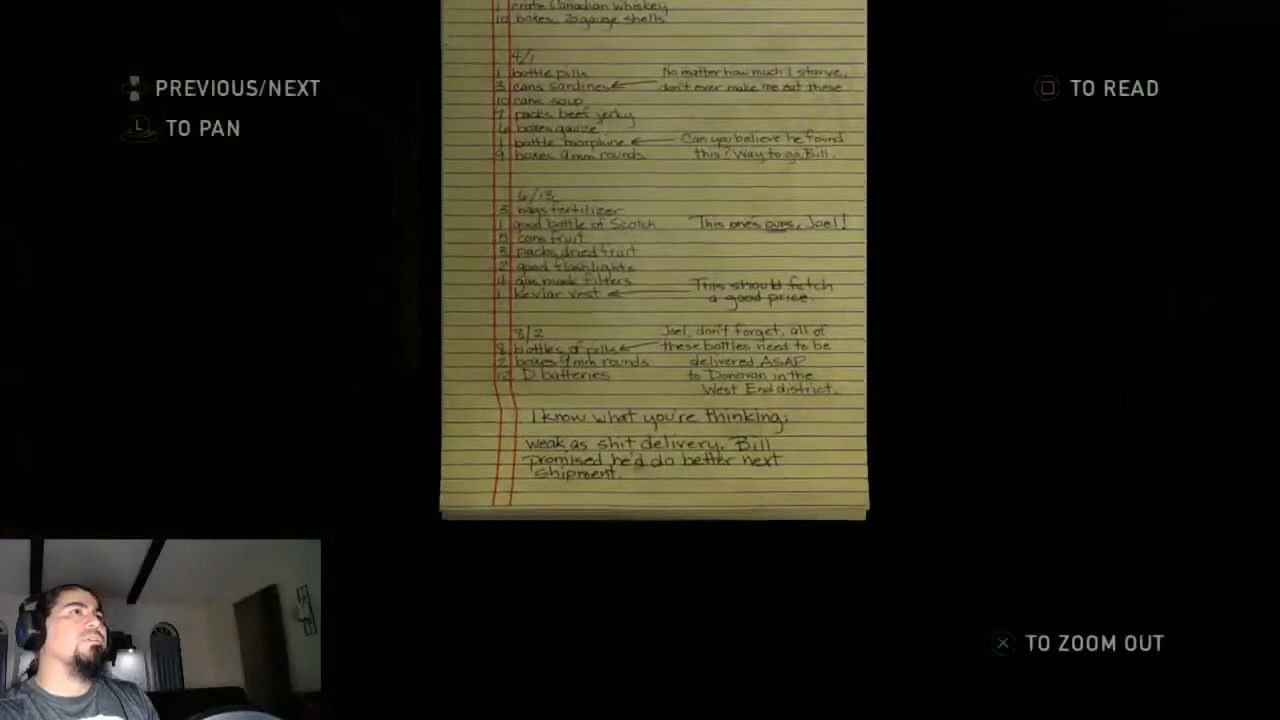 1 crate Canadian whiskey
10 boxes, 20 gauge shells
PREVIOUS/NEXT
TO PAN
TO READ
4/1
1 bottle pills
No matter how much I starve,
3 cans sardines
don't ever make me eat these
10 cans soup
7 packs beef jerky
6 boxes gauze
1 bottle morphine
Can you believe he found
9 boxes 9mm rounds
this? Way to go, Bill.
6/13
3 bags fertilizer
1 good bottle of Scotch
"This one's ours, Joel!
5 cans fruit
3 packs dried fruit
2 good flashlights
4 gas mask filters
This should fetch
1 kevlar vest
a good price.
8/2
Joel, don't forget, all of
8 bottles of pills
these bottles need to be
2 boxes 9mm rounds
delivered ASAP
12 D batteries
to Donovan in the
West End district.
I know what you're thinking:
weak as shit delivery. Bill
promised he'd do better next
shipment.
TO ZOOM OUT